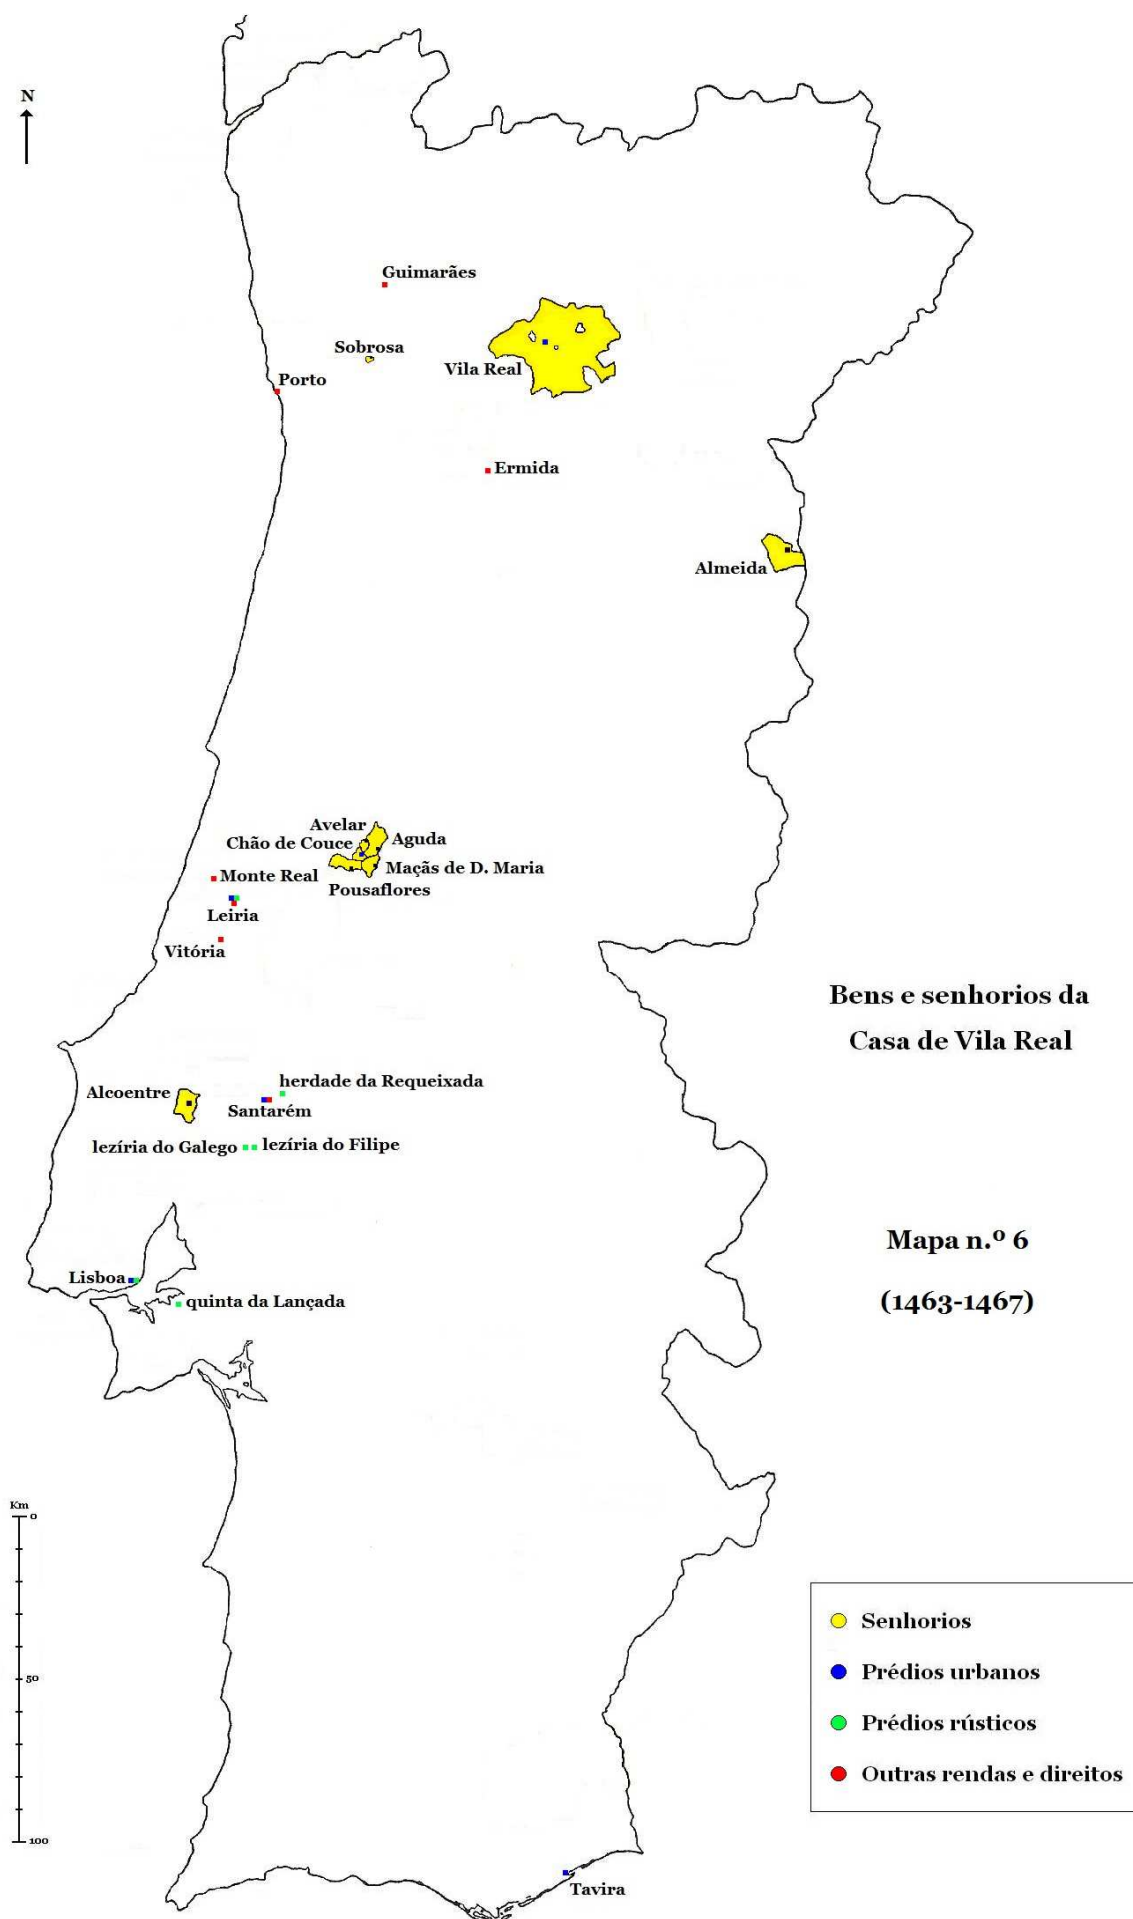 N
Guimarães
Sobrosa
Porto
Vila Real
Ermida
Almeida
Avelar
Chão de Couce
Aguda
Maçãs de D. Maria
Monte Real
Pousaflores
Leiria
Vitória
Bens e senhorios da
Casa de Vila Real
herdade da Requeixada
Alcoentre
Santarém
lezíria do Galego
lezíria do Filipe
Mapa n.º 6
(1463-1467)
Lisboa
quinta da Lançada
Km
0
50
100
Senhorios
Prédios urbanos
Prédios rústicos
Outras rendas e direitos
Tavira